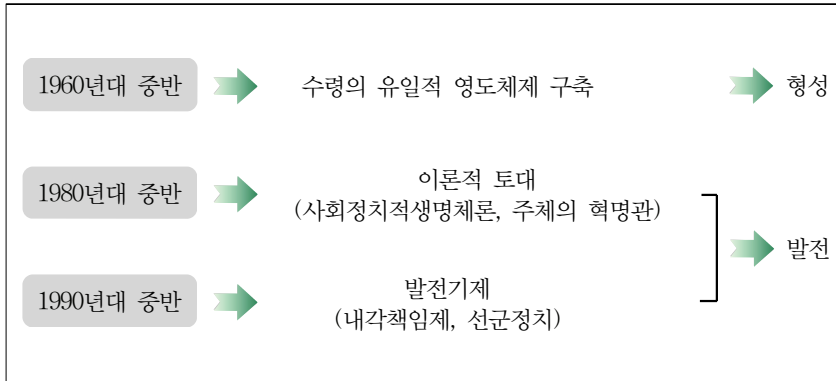 1960년대 중반 수령의 유일적 영도체제 구축 형성
1980년대 중반 이론적 토대
(사회정치적생명체론, 주체의 혁명관)
발전
1990년대 중반 발전기제
(내각책임제, 선군정치)